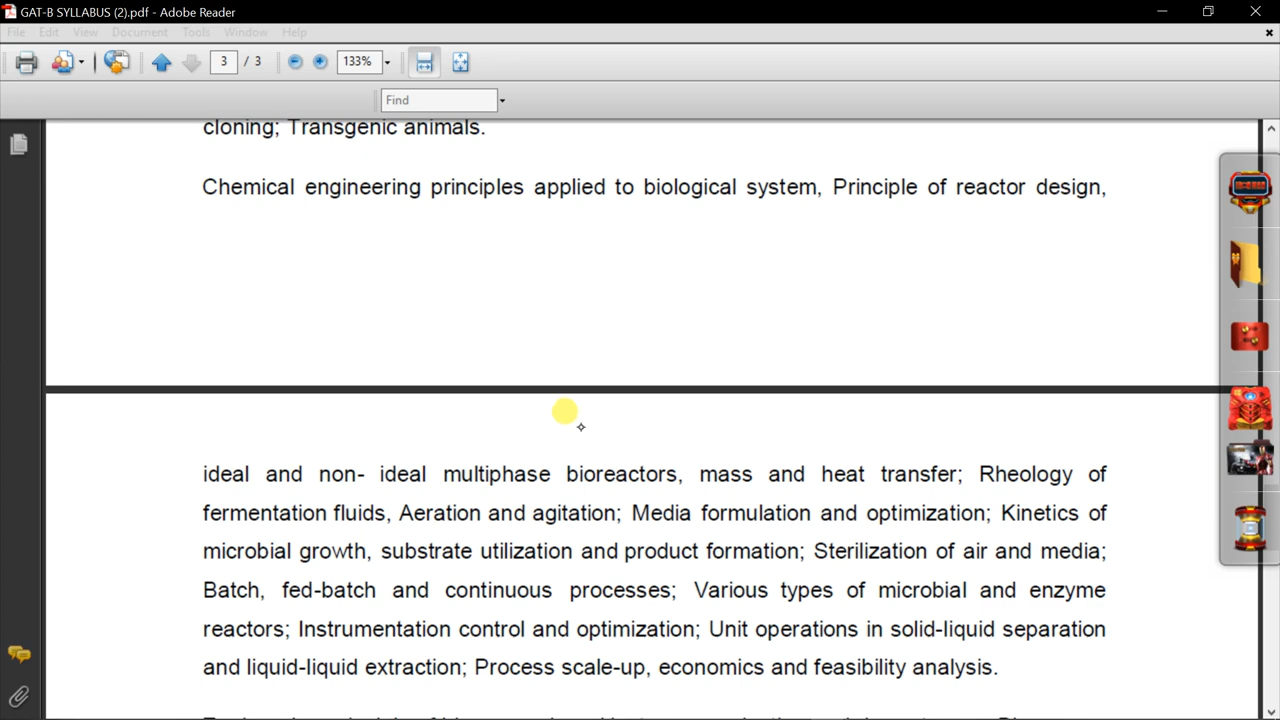 GAT-B SYLLABUS (2).pdf - Adobe Reader
File Edit View Document Tools Window Help
3 / 3 133%
Find
cloning; Transgenic animals.
Chemical engineering principles applied to biological system, Principle of reactor design,
ideal and non- ideal multiphase bioreactors, mass and heat transfer; Rheology of
fermentation fluids, Aeration and agitation; Media formulation and optimization; Kinetics of
microbial growth, substrate utilization and product formation; Sterilization of air and media;
Batch, fed-batch and continuous processes; Various types of microbial and enzyme
reactors; Instrumentation control and optimization; Unit operations in solid-liquid separation
and liquid-liquid extraction; Process scale-up, economics and feasibility analysis.